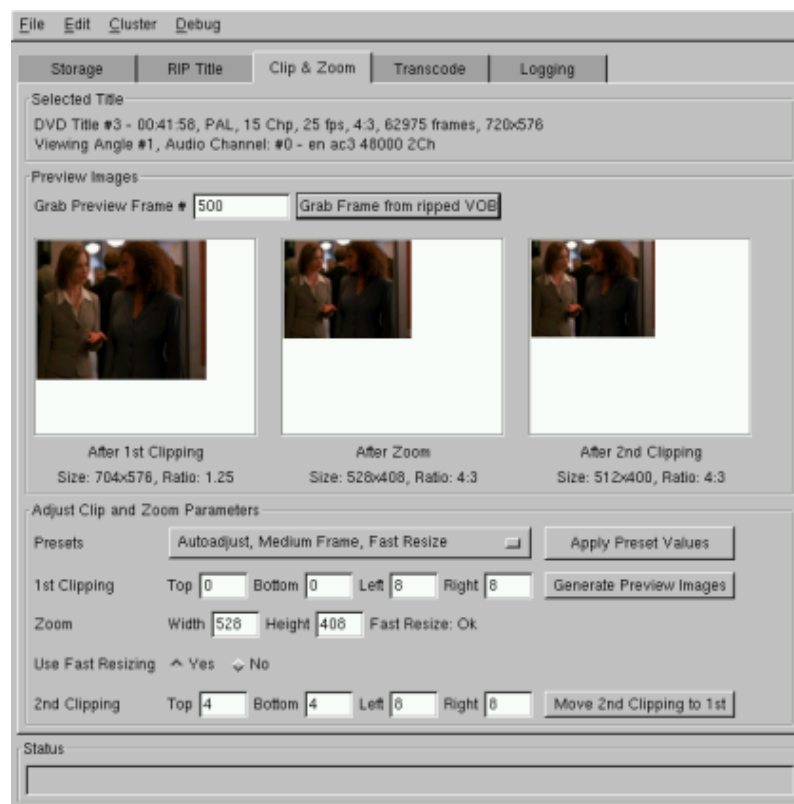 File Edit Cluster Debug
Storage RIP Title Clip & Zoom Transcode Logging
Selected Title
DVD Title #3 - 00:41:58, PAL, 15 Chp, 25 fps, 4:3, 62975 frames, 720x576
Viewing Angle #1, Audio Channel: #0 - en ac3 48000 2Ch
Preview Images
Grab Preview Frame # 500 Grab Frame from ripped VOB
After 1st Clipping After Zoom After 2nd Clipping
Size: 704x576, Ratio: 1.25 Size: 528x408, Ratio: 4:3 Size: 512x400, Ratio: 4:3
Adjust Clip and Zoom Parameters
Presets Autoadjust, Medium Frame, Fast Resize Apply Preset Values
1st Clipping Top 0 Bottom 0 Left 8 Right 8 Generate Preview Images
Zoom Width 528 Height 408 Fast Resize: Ok
Use Fast Resizing Yes No
2nd Clipping Top 4 Bottom 4 Left 8 Right 8 Move 2nd Clipping to 1st
Status